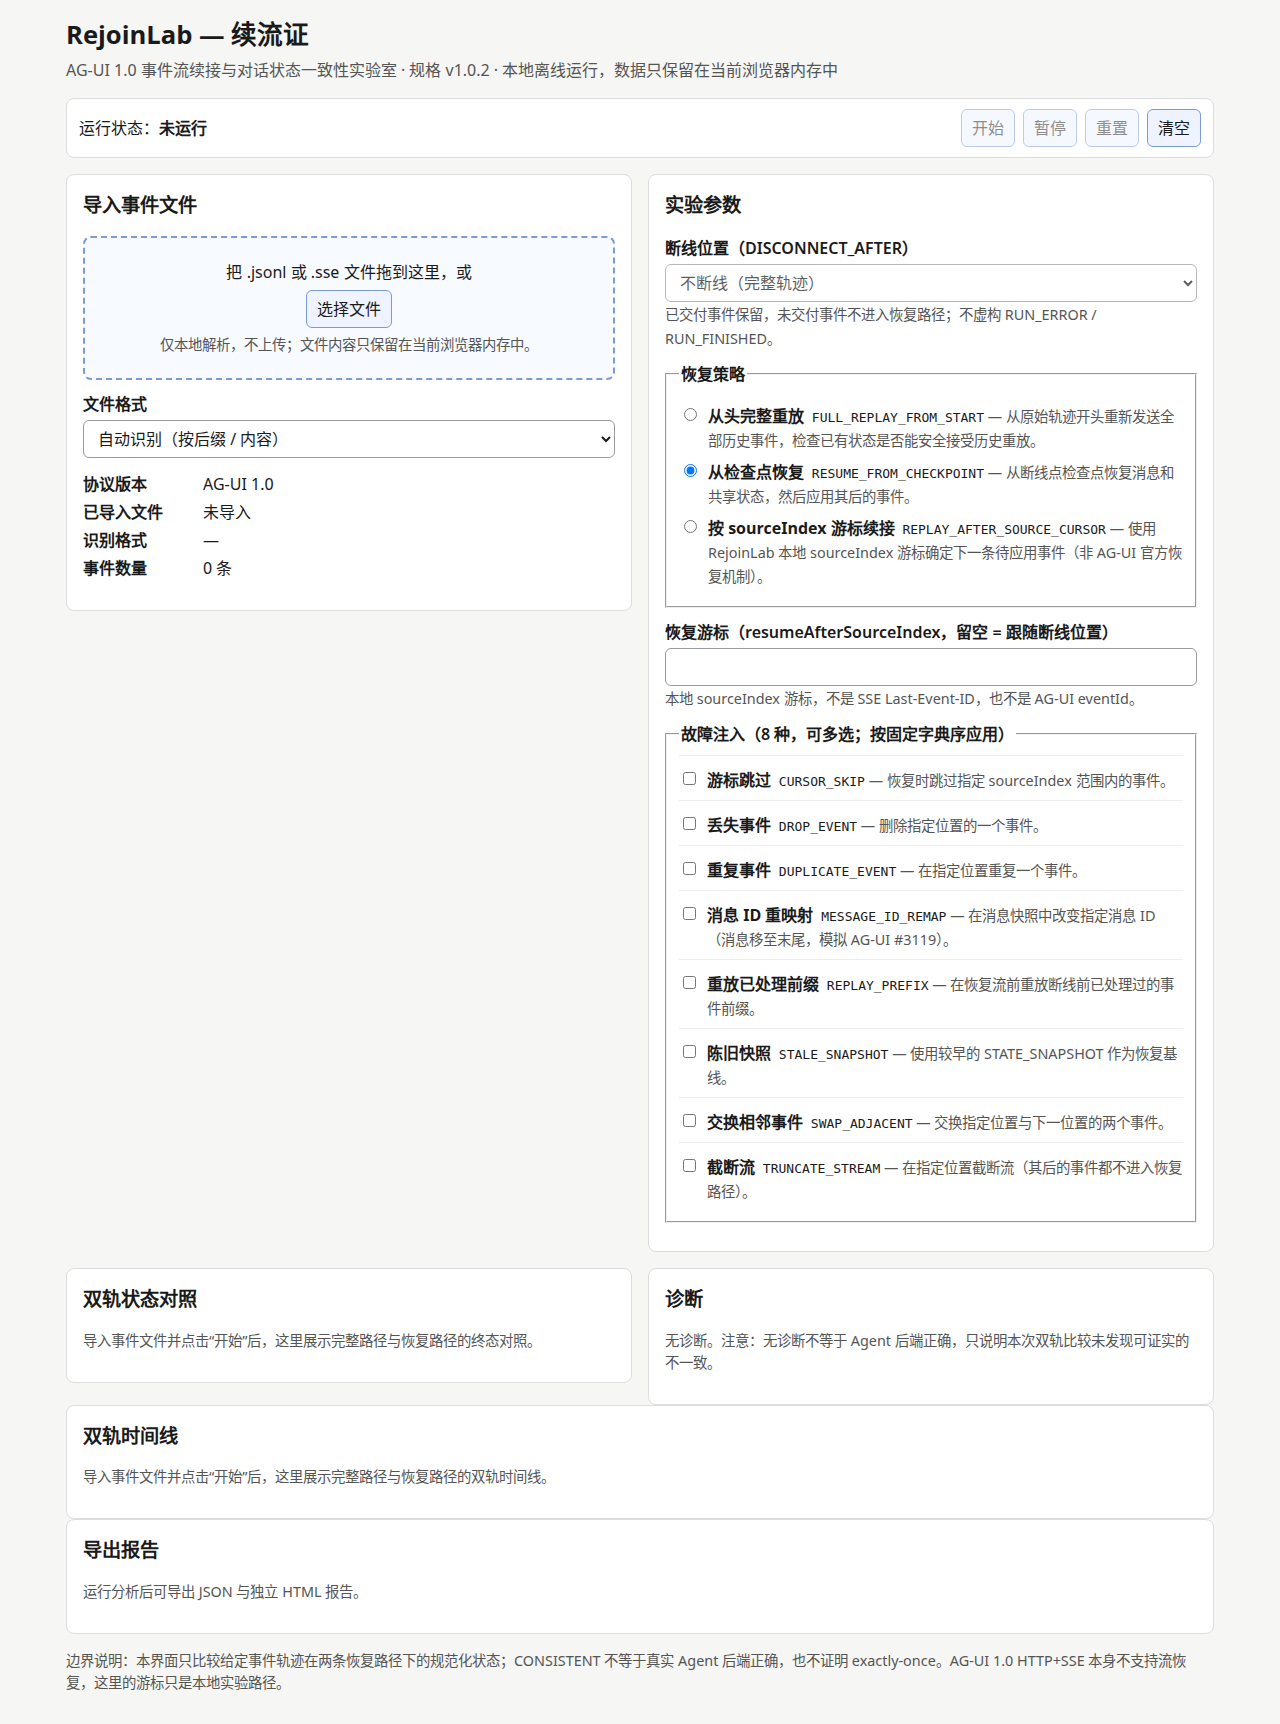 RejoinLab — 续流证
AG-UI 1.0 事件流续接与对话状态一致性实验室 · 规格 v1.0.2 · 本地离线运行，数据只保留在当前浏览器内存中
运行状态：未运行
开始
暂停
重置
清空
导入事件文件
把 .jsonl 或 .sse 文件拖到这里，或
选择文件
仅本地解析，不上传；文件内容只保留在当前浏览器内存中。
文件格式
自动识别（按后缀 / 内容）
协议版本 AG-UI 1.0
已导入文件 未导入
识别格式 —
事件数量 0 条
实验参数
断线位置（DISCONNECT_AFTER）
不断线（完整轨迹）
已交付事件保留，未交付事件不进入恢复路径；不虚构 RUN_ERROR /
RUN_FINISHED。
恢复策略
从头完整重放 FULL_REPLAY_FROM_START — 从原始轨迹开头重新发送全
部历史事件，检查已有状态是否能安全接受历史重放。
从检查点恢复 RESUME_FROM_CHECKPOINT — 从断线点检查点恢复消息和
共享状态，然后应用其后的事件。
按 sourceIndex 游标续接 REPLAY_AFTER_SOURCE_CURSOR — 使用
RejoinLab 本地 sourceIndex 游标确定下一条待应用事件（非 AG-UI 官方恢
复机制）。
恢复游标（resumeAfterSourceIndex，留空 = 跟随断线位置）
本地 sourceIndex 游标，不是 SSE Last-Event-ID，也不是 AG-UI eventId。
故障注入（8 种，可多选；按固定字典序应用）
游标跳过 CURSOR_SKIP — 恢复时跳过指定 sourceIndex 范围内的事件。
丢失事件 DROP_EVENT — 删除指定位置的一个事件。
重复事件 DUPLICATE_EVENT — 在指定位置重复一个事件。
消息 ID 重映射 MESSAGE_ID_REMAP — 在消息快照中改变指定消息 ID
（消息移至末尾，模拟 AG-UI #3119）。
重放已处理前缀 REPLAY_PREFIX — 在恢复流前重放断线前已处理过的事
件前缀。
陈旧快照 STALE_SNAPSHOT — 使用较早的 STATE_SNAPSHOT 作为恢复基
线。
交换相邻事件 SWAP_ADJACENT — 交换指定位置与下一位置的两个事件。
截断流 TRUNCATE_STREAM — 在指定位置截断流（其后的事件都不进入恢复
路径）。
双轨状态对照
导入事件文件并点击“开始”后，这里展示完整路径与恢复路径的终态对照。
诊断
无诊断。注意：无诊断不等于 Agent 后端正确，只说明本次双轨比较未发现可证实的
不一致。
双轨时间线
导入事件文件并点击“开始”后，这里展示完整路径与恢复路径的双轨时间线。
导出报告
运行分析后可导出 JSON 与独立 HTML 报告。
边界说明：本界面只比较给定事件轨迹在两条恢复路径下的规范化状态；CONSISTENT 不等于真实 Agent 后端正确，也不证明 exactly-once。AG-UI 1.0 HTTP+SSE 本身不支持流恢
复，这里的游标只是本地实验路径。